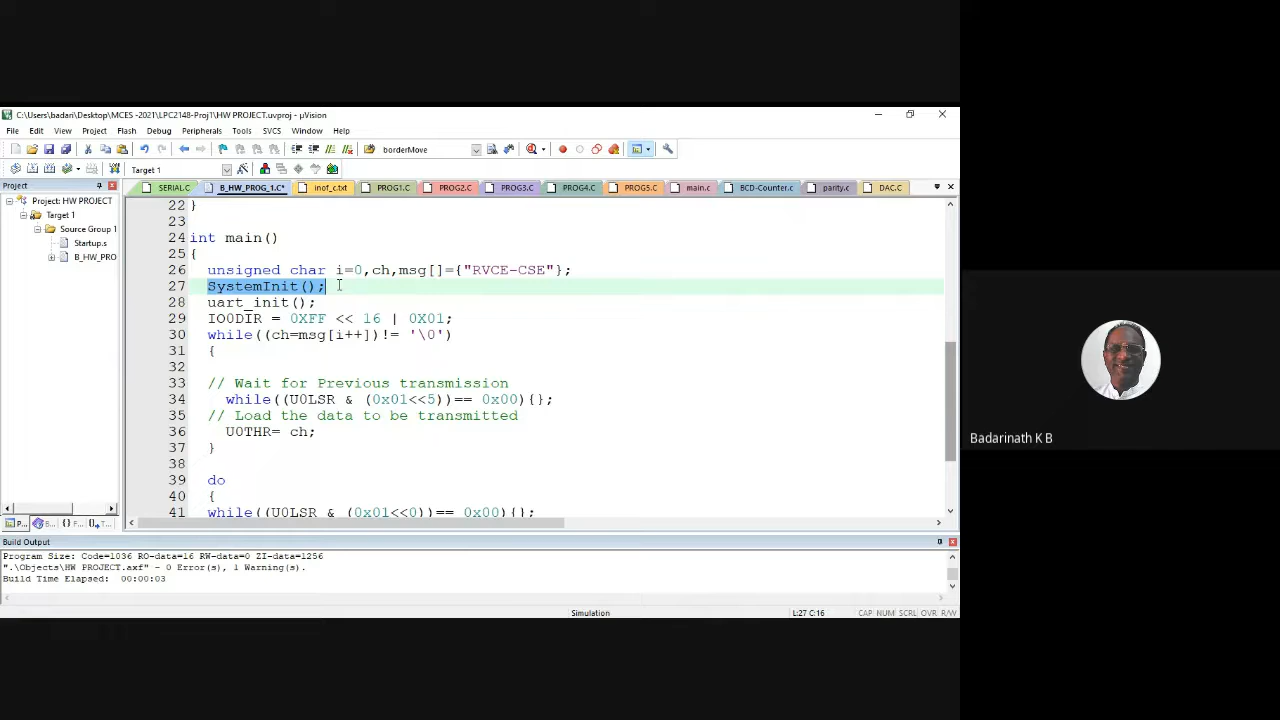 C:\Users\badari\Desktop\MCES -2021\LPC2148-Proj1\HW PROJECT.uvproj - µVision
File Edit View Project Flash Debug Peripherals Tools SVCS Window Help
borderMove
Target 1
Project
SERIAL.C B_HW_PROG_1.C* inof_c.txt PROG1.C PROG2.C PROG3.C PROG4.C PROG5.C main.c BCD-Counter.c parity.c DAC.C
Project: HW PROJECT
Target 1
Source Group 1
Startup.s
B_HW_PRO
22 }
23
24 int main()
25 {
26 unsigned char i=0,ch,msg[]={"RVCE-CSE"};
27 SystemInit();
28 uart_init();
29 IO0DIR = 0XFF << 16 | 0X01;
30 while((ch=msg[i++])!= '\0')
31 {
32
33 // Wait for Previous transmission
34 while((U0LSR & (0x01<<5))== 0x00){};
35 // Load the data to be transmitted
36 U0THR= ch;
37 }
38
39 do
40 {
41 while((U0LSR & (0x01<<0))== 0x00){};
P... B... {} F... 0. T...
Build Output
Program Size: Code=1036 RO-data=16 RW-data=0 ZI-data=1256
".\Objects\HW PROJECT.axf" - 0 Error(s), 1 Warning(s).
Build Time Elapsed: 00:00:03
Simulation L:27 C:16 CAP NUM SCRL OVR R/W
Badarinath K B